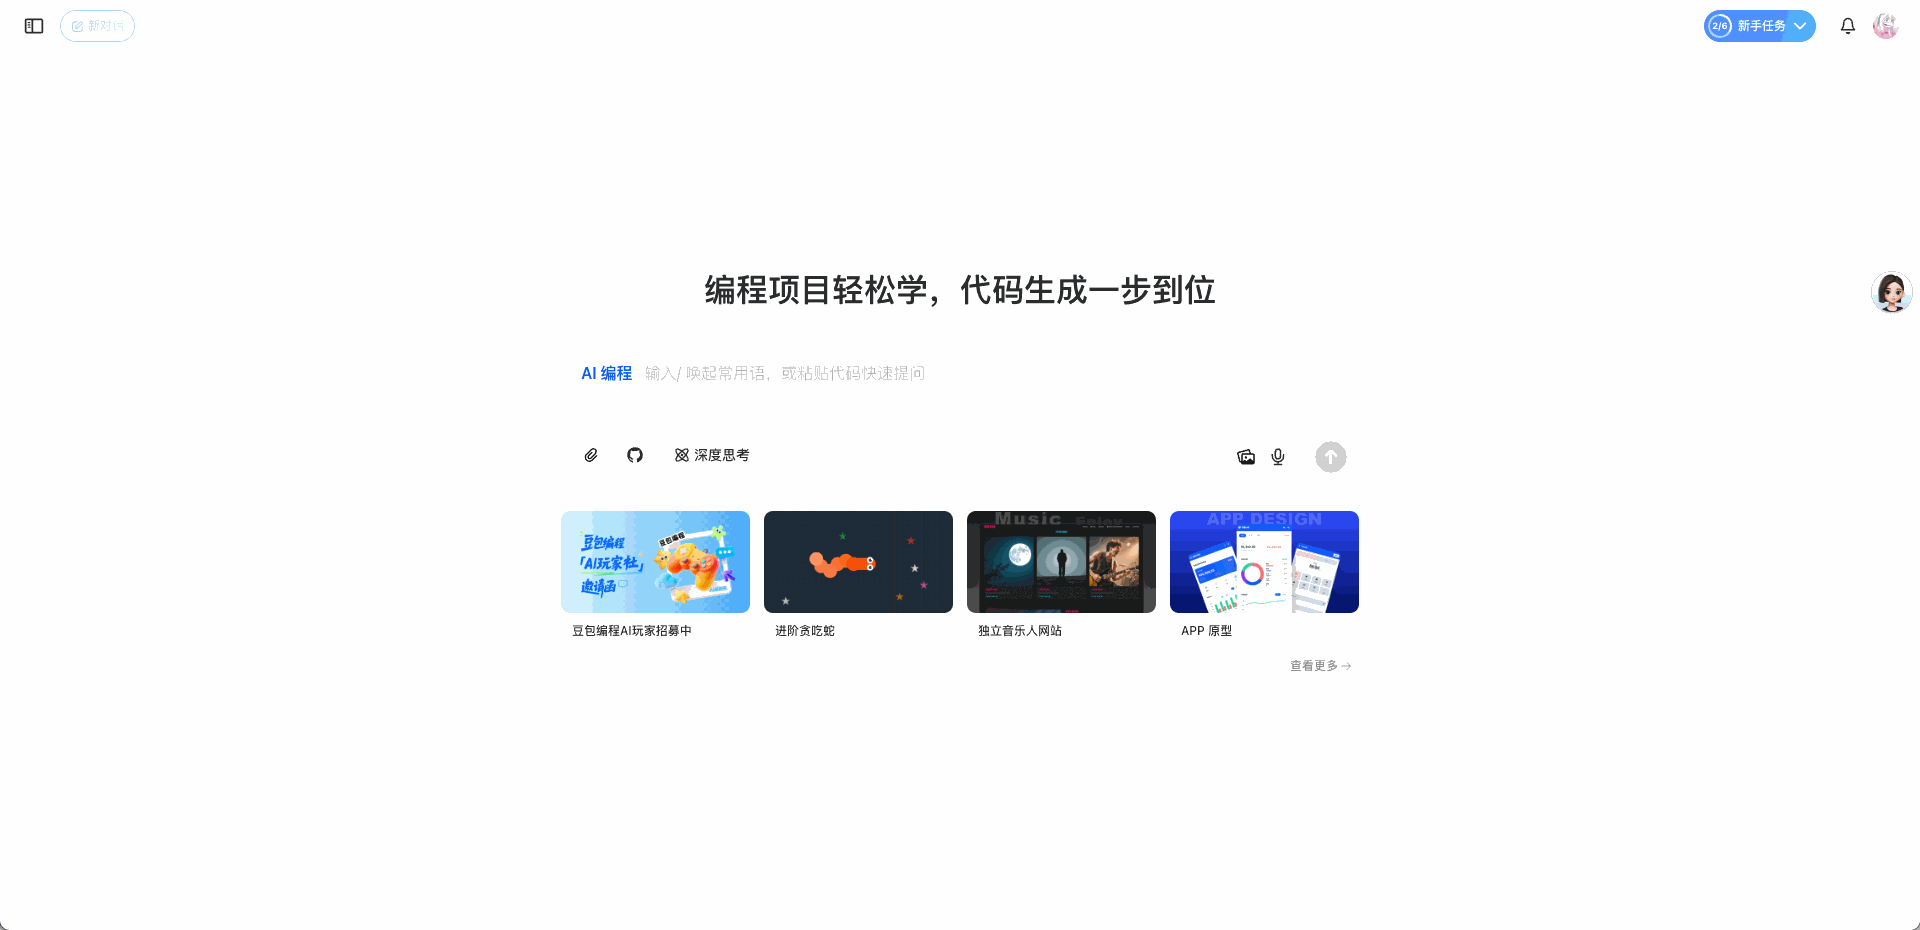 新对话
2/6 新手任务
编程项目轻松学，代码生成一步到位
AI 编程 输入/ 唤起常用语，或粘贴代码快速提问
深度思考
豆包编程
「AI玩家社」
邀请函
豆包编程
Music
APP DESIGN
豆包编程AI玩家招募中
进阶贪吃蛇
独立音乐人网站
APP 原型
查看更多